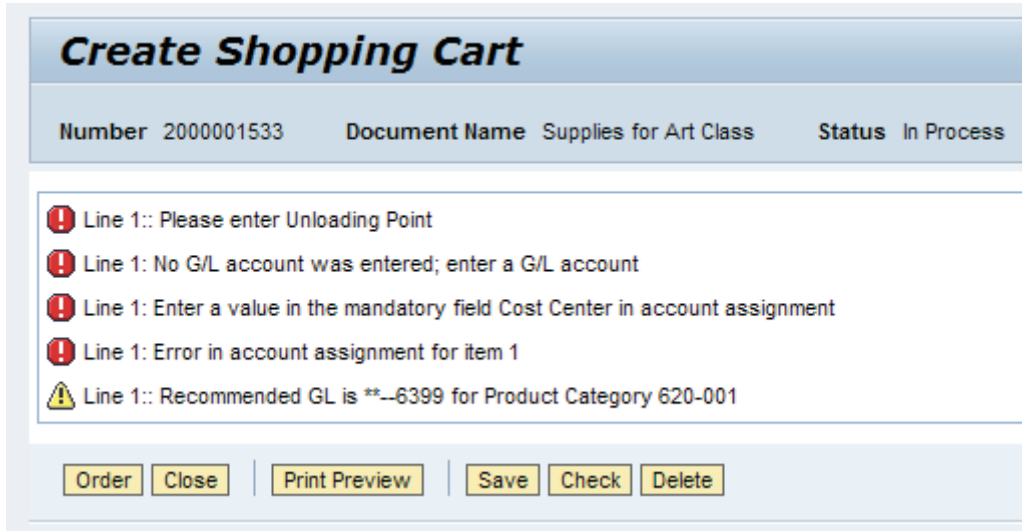 Create Shopping Cart
Number 2000001533 Document Name Supplies for Art Class Status In Process
Line 1:: Please enter Unloading Point
Line 1: No G/L account was entered; enter a G/L account
Line 1: Enter a value in the mandatory field Cost Center in account assignment
Line 1: Error in account assignment for item 1
Line 1:: Recommended GL is **--6399 for Product Category 620-001
Order Close Print Preview Save Check Delete